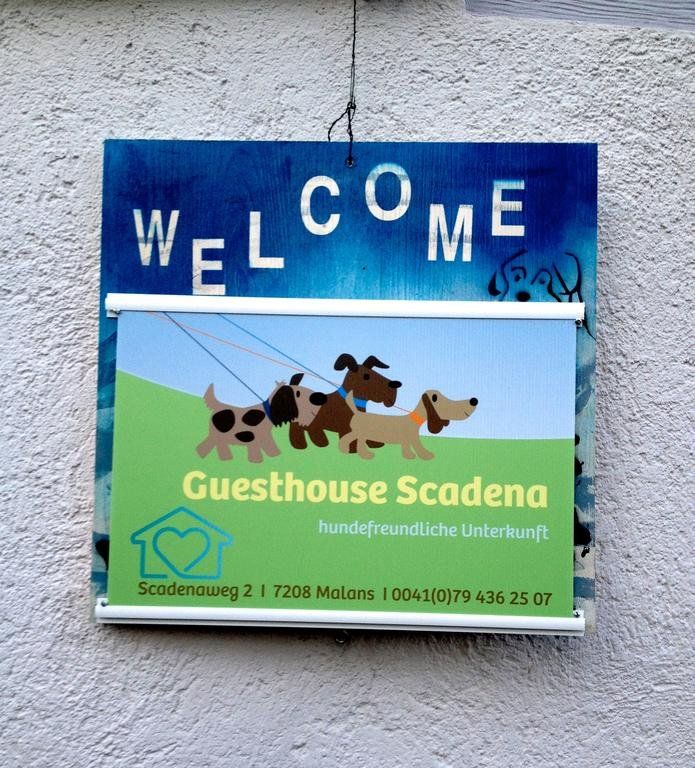 WELCOME
Guesthouse Scadena
hundefreundliche Unterkunft
Scadenaweg 2 | 7208 Malans | 0041(0)79 436 25 07